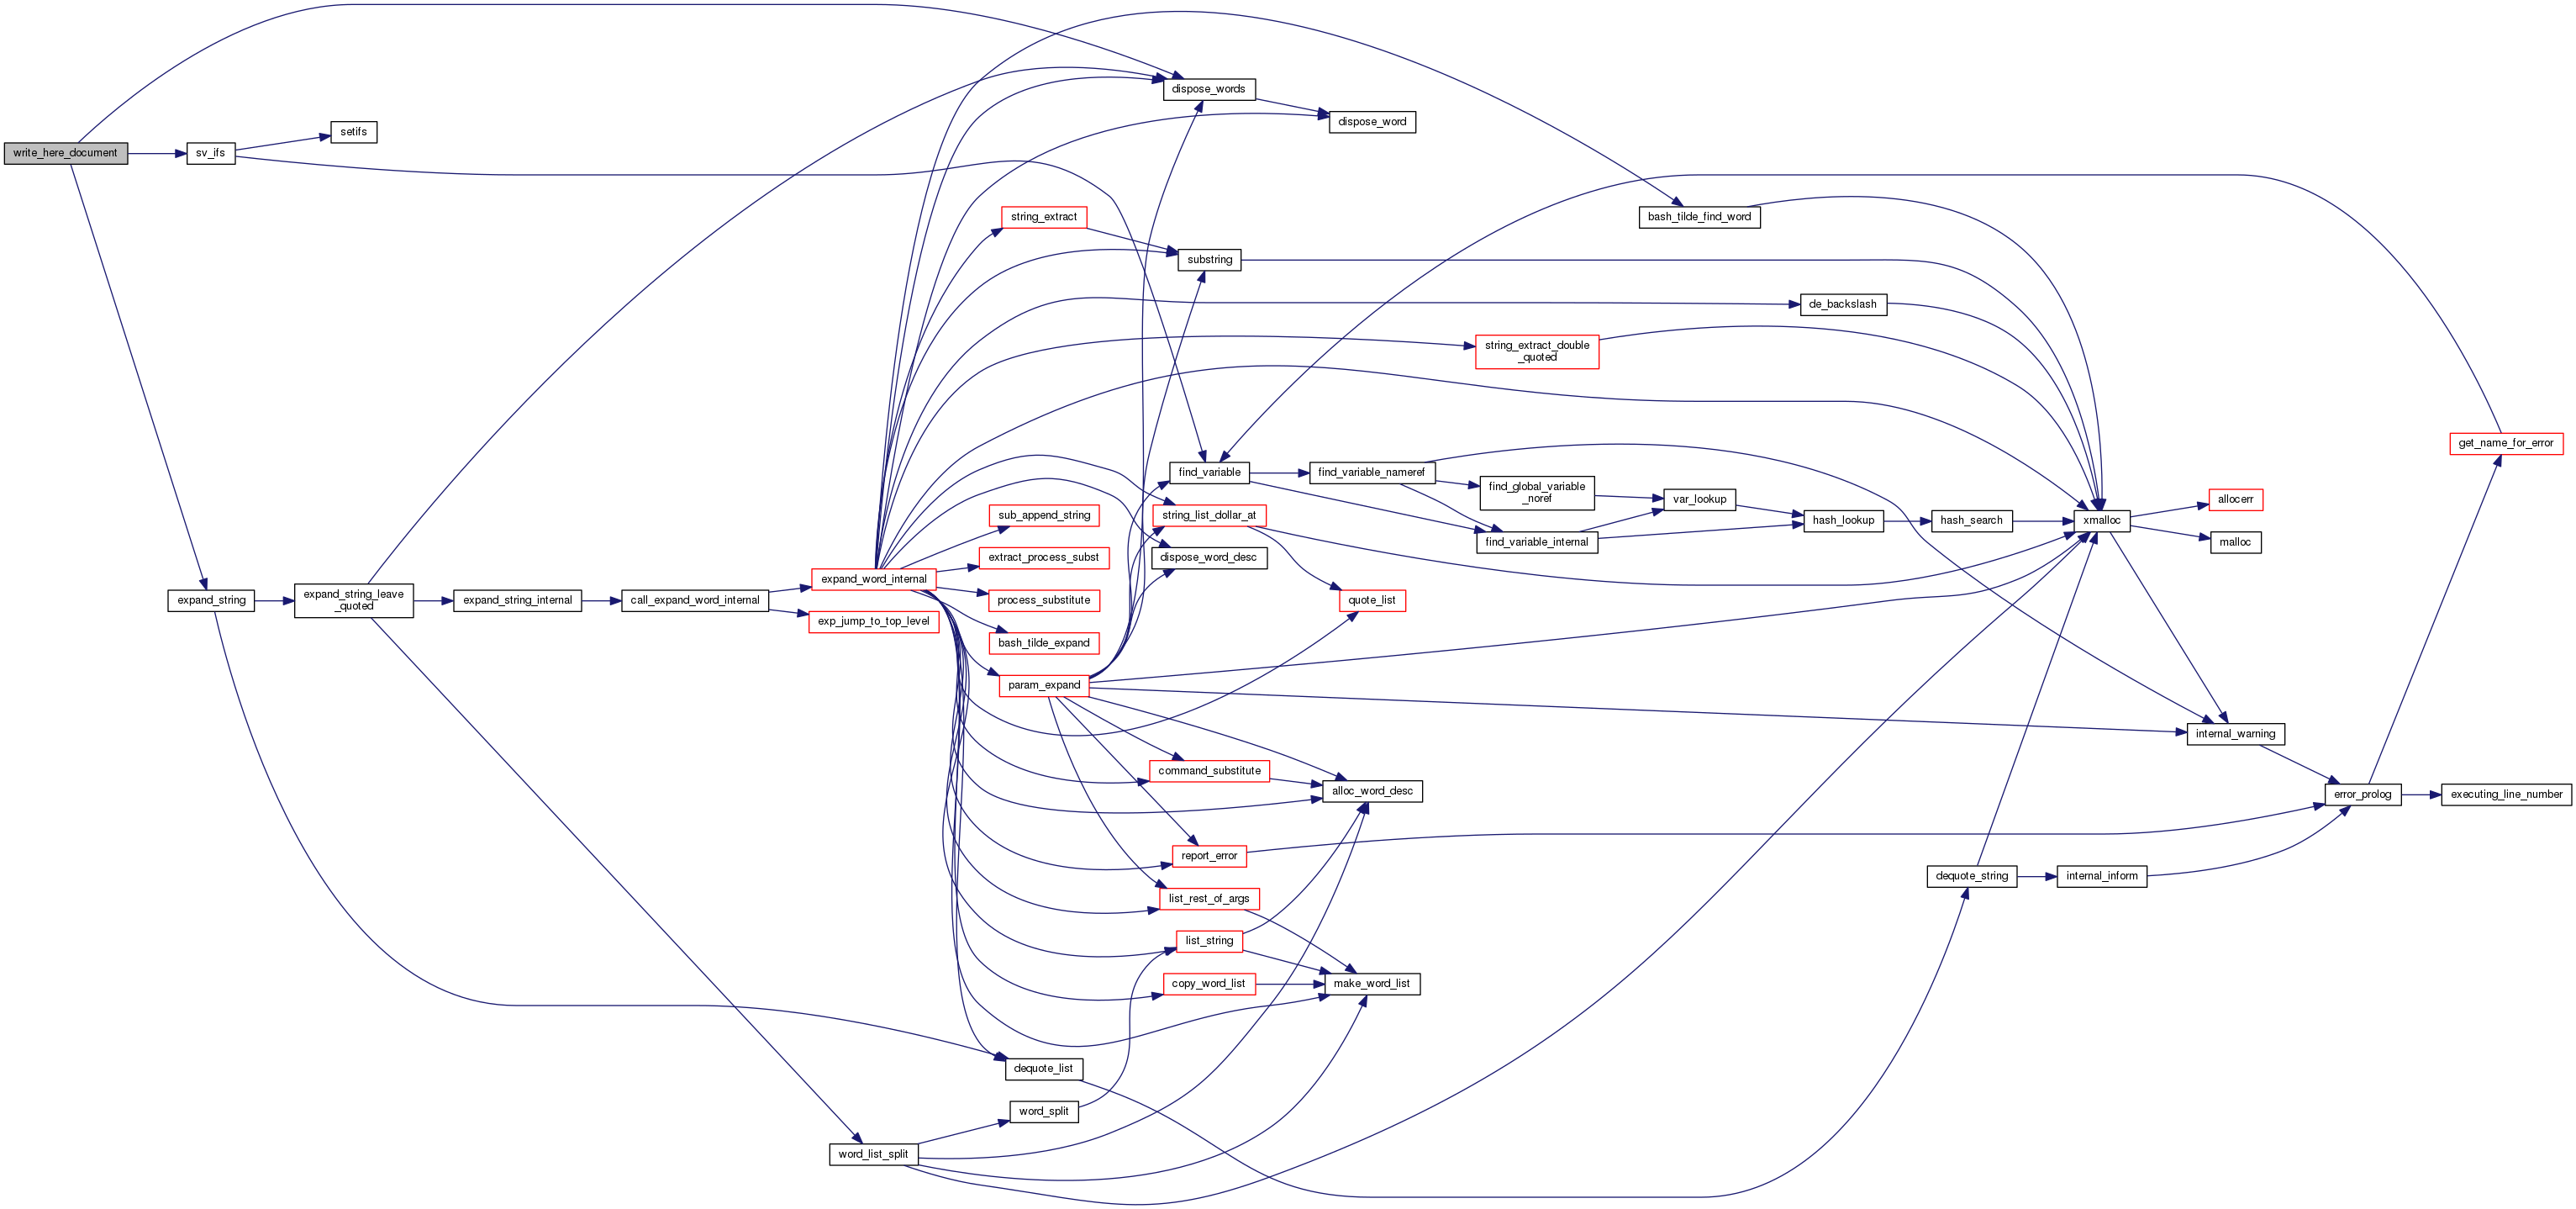 write_here_document
sv_ifs
setifs
expand_string
expand_string_leave
_quoted
expand_string_internal
call_expand_word_internal
expand_word_internal
exp_jump_to_top_level
word_list_split
string_extract
sub_append_string
extract_process_subst
process_substitute
bash_tilde_expand
param_expand
dequote_list
word_split
dispose_words
substring
find_variable
string_list_dollar_at
dispose_word_desc
command_substitute
report_error
list_rest_of_args
list_string
copy_word_list
dispose_word
find_variable_nameref
quote_list
alloc_word_desc
make_word_list
string_extract_double
_quoted
find_global_variable
_noref
find_variable_internal
bash_tilde_find_word
var_lookup
de_backslash
hash_lookup
hash_search
dequote_string
xmalloc
internal_inform
allocerr
malloc
internal_warning
error_prolog
get_name_for_error
executing_line_number